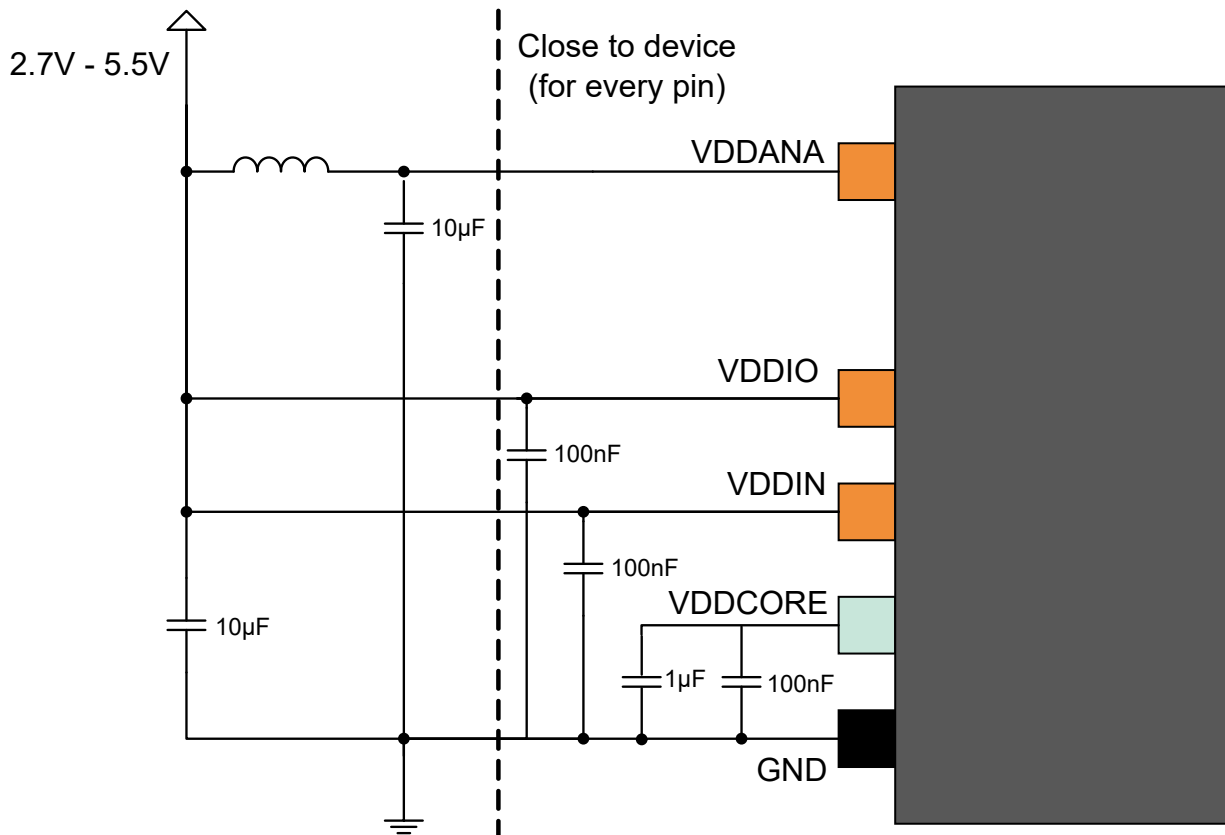 2.7V - 5.5V
Close to device
(for every pin)
VDDANA
10µF
VDDIO
100nF
VDDIN
100nF
VDDCORE
10µF
1µF
100nF
GND